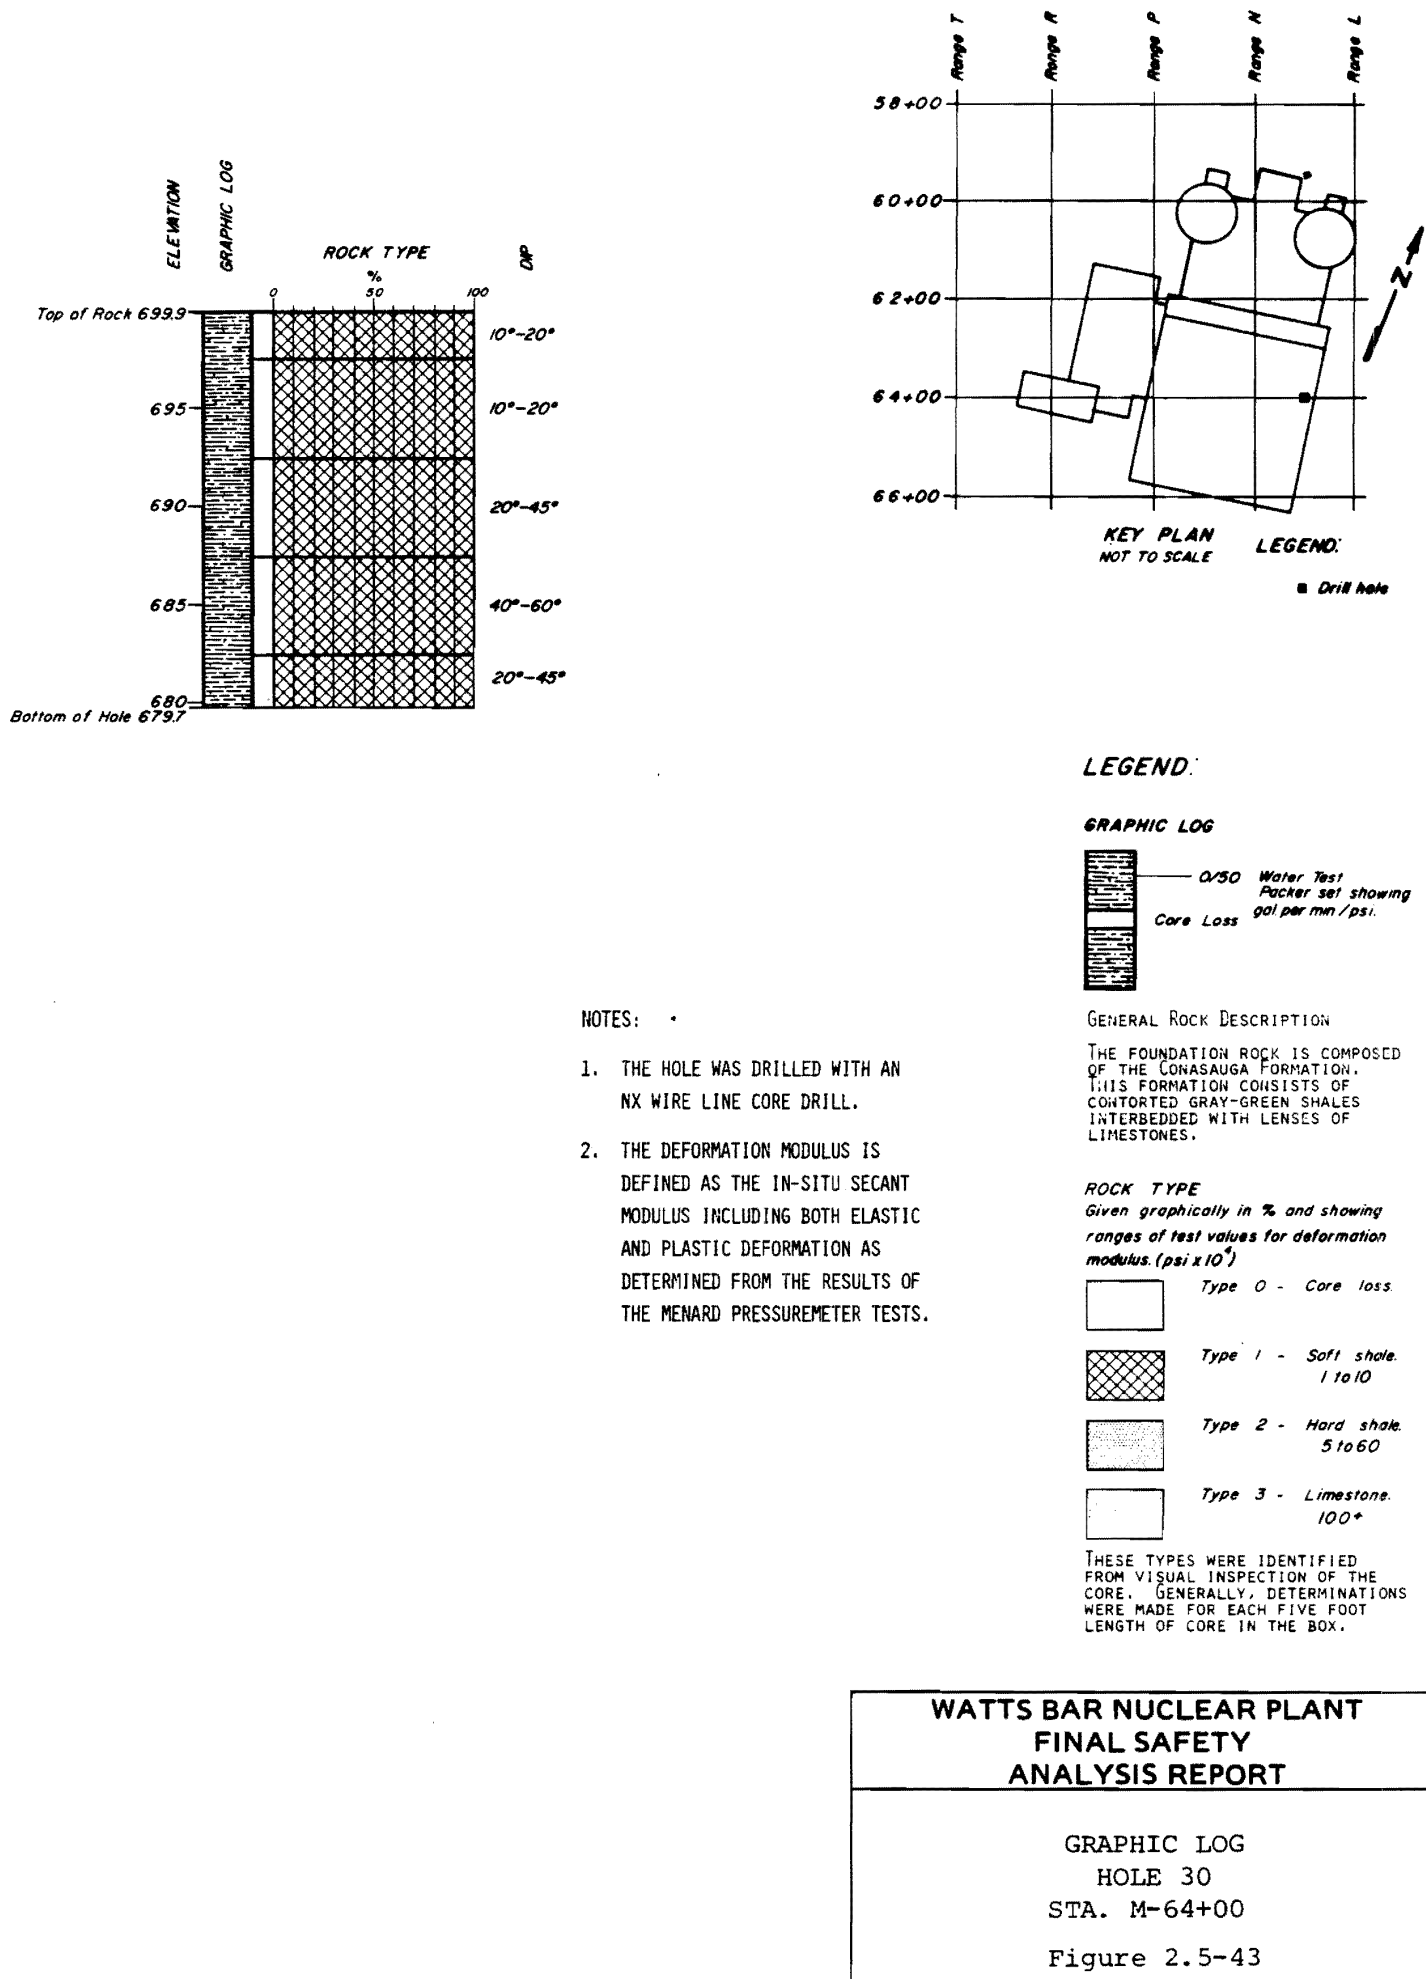 ELEVATION
GRAPHIC LOG
ROCK TYPE
%
0 50 100
DIP
Top of Rock 699.9
10°-20°
695
10°-20°
690
20°-45°
685
40°-60°
20°-45°
680
Bottom of Hole 679.7
Range T
Range R
Range P
Range N
Range L
58+00
60+00
62+00
64+00
66+00
N
KEY PLAN
NOT TO SCALE
LEGEND:
Drill hole
LEGEND:
GRAPHIC LOG
0/50 Water Test
Packer set showing
gal. per min / psi.
Core Loss
GENERAL ROCK DESCRIPTION
THE FOUNDATION ROCK IS COMPOSED
OF THE CONASAUGA FORMATION.
THIS FORMATION CONSISTS OF
CONTORTED GRAY-GREEN SHALES
INTERBEDDED WITH LENSES OF
LIMESTONES.
NOTES:
1. THE HOLE WAS DRILLED WITH AN
NX WIRE LINE CORE DRILL.
2. THE DEFORMATION MODULUS IS
DEFINED AS THE IN-SITU SECANT
MODULUS INCLUDING BOTH ELASTIC
AND PLASTIC DEFORMATION AS
DETERMINED FROM THE RESULTS OF
THE MENARD PRESSUREMETER TESTS.
ROCK TYPE
Given graphically in % and showing
ranges of test values for deformation
modulus. (psi x 10⁴)
Type 0 - Core loss.
Type 1 - Soft shale.
1 to 10
Type 2 - Hard shale.
5 to 60
Type 3 - Limestone.
100+
THESE TYPES WERE IDENTIFIED
FROM VISUAL INSPECTION OF THE
CORE. GENERALLY, DETERMINATIONS
WERE MADE FOR EACH FIVE FOOT
LENGTH OF CORE IN THE BOX.
WATTS BAR NUCLEAR PLANT
FINAL SAFETY
ANALYSIS REPORT
GRAPHIC LOG
HOLE 30
STA. M-64+00
Figure 2.5-43